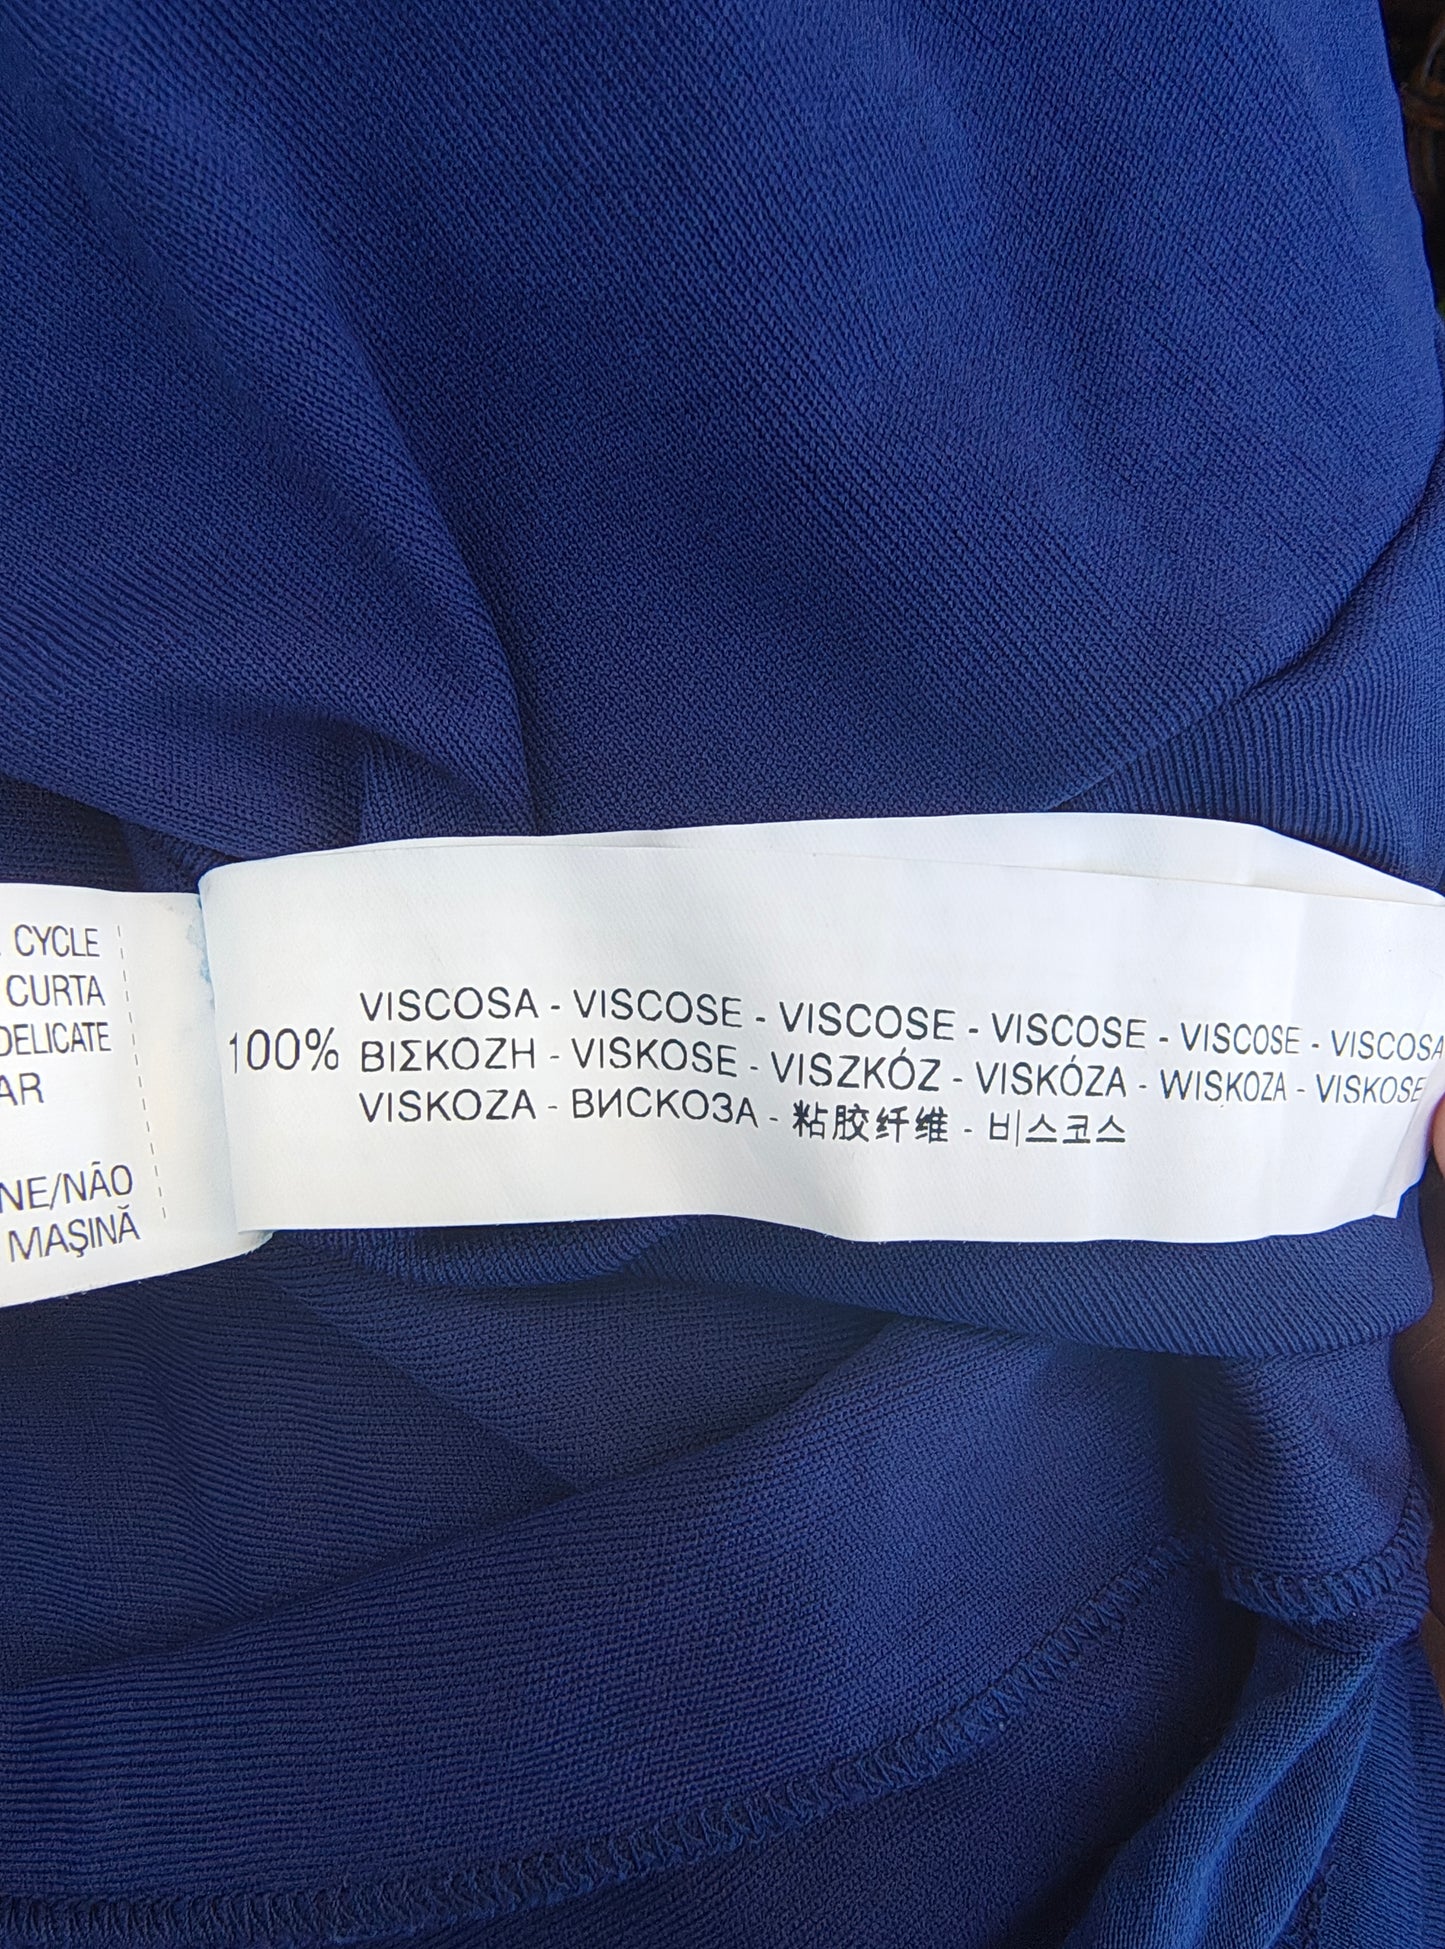 CYCLE
CURTA
DELICATE
AR
NE/NÃO
MAŞINĂ
100%
VISCOSA - VISCOSE - VISCOSE - VISCOSE - VISCOSE - VISCOSA
ΒΙΣΚΟΖΗ - VISKOSE - VISZKÓZ - VISKÓZA - WISKOZA - VISKOSE
VISKOZA - ВИСКОЗА - 粘胶纤维 - 비스코스